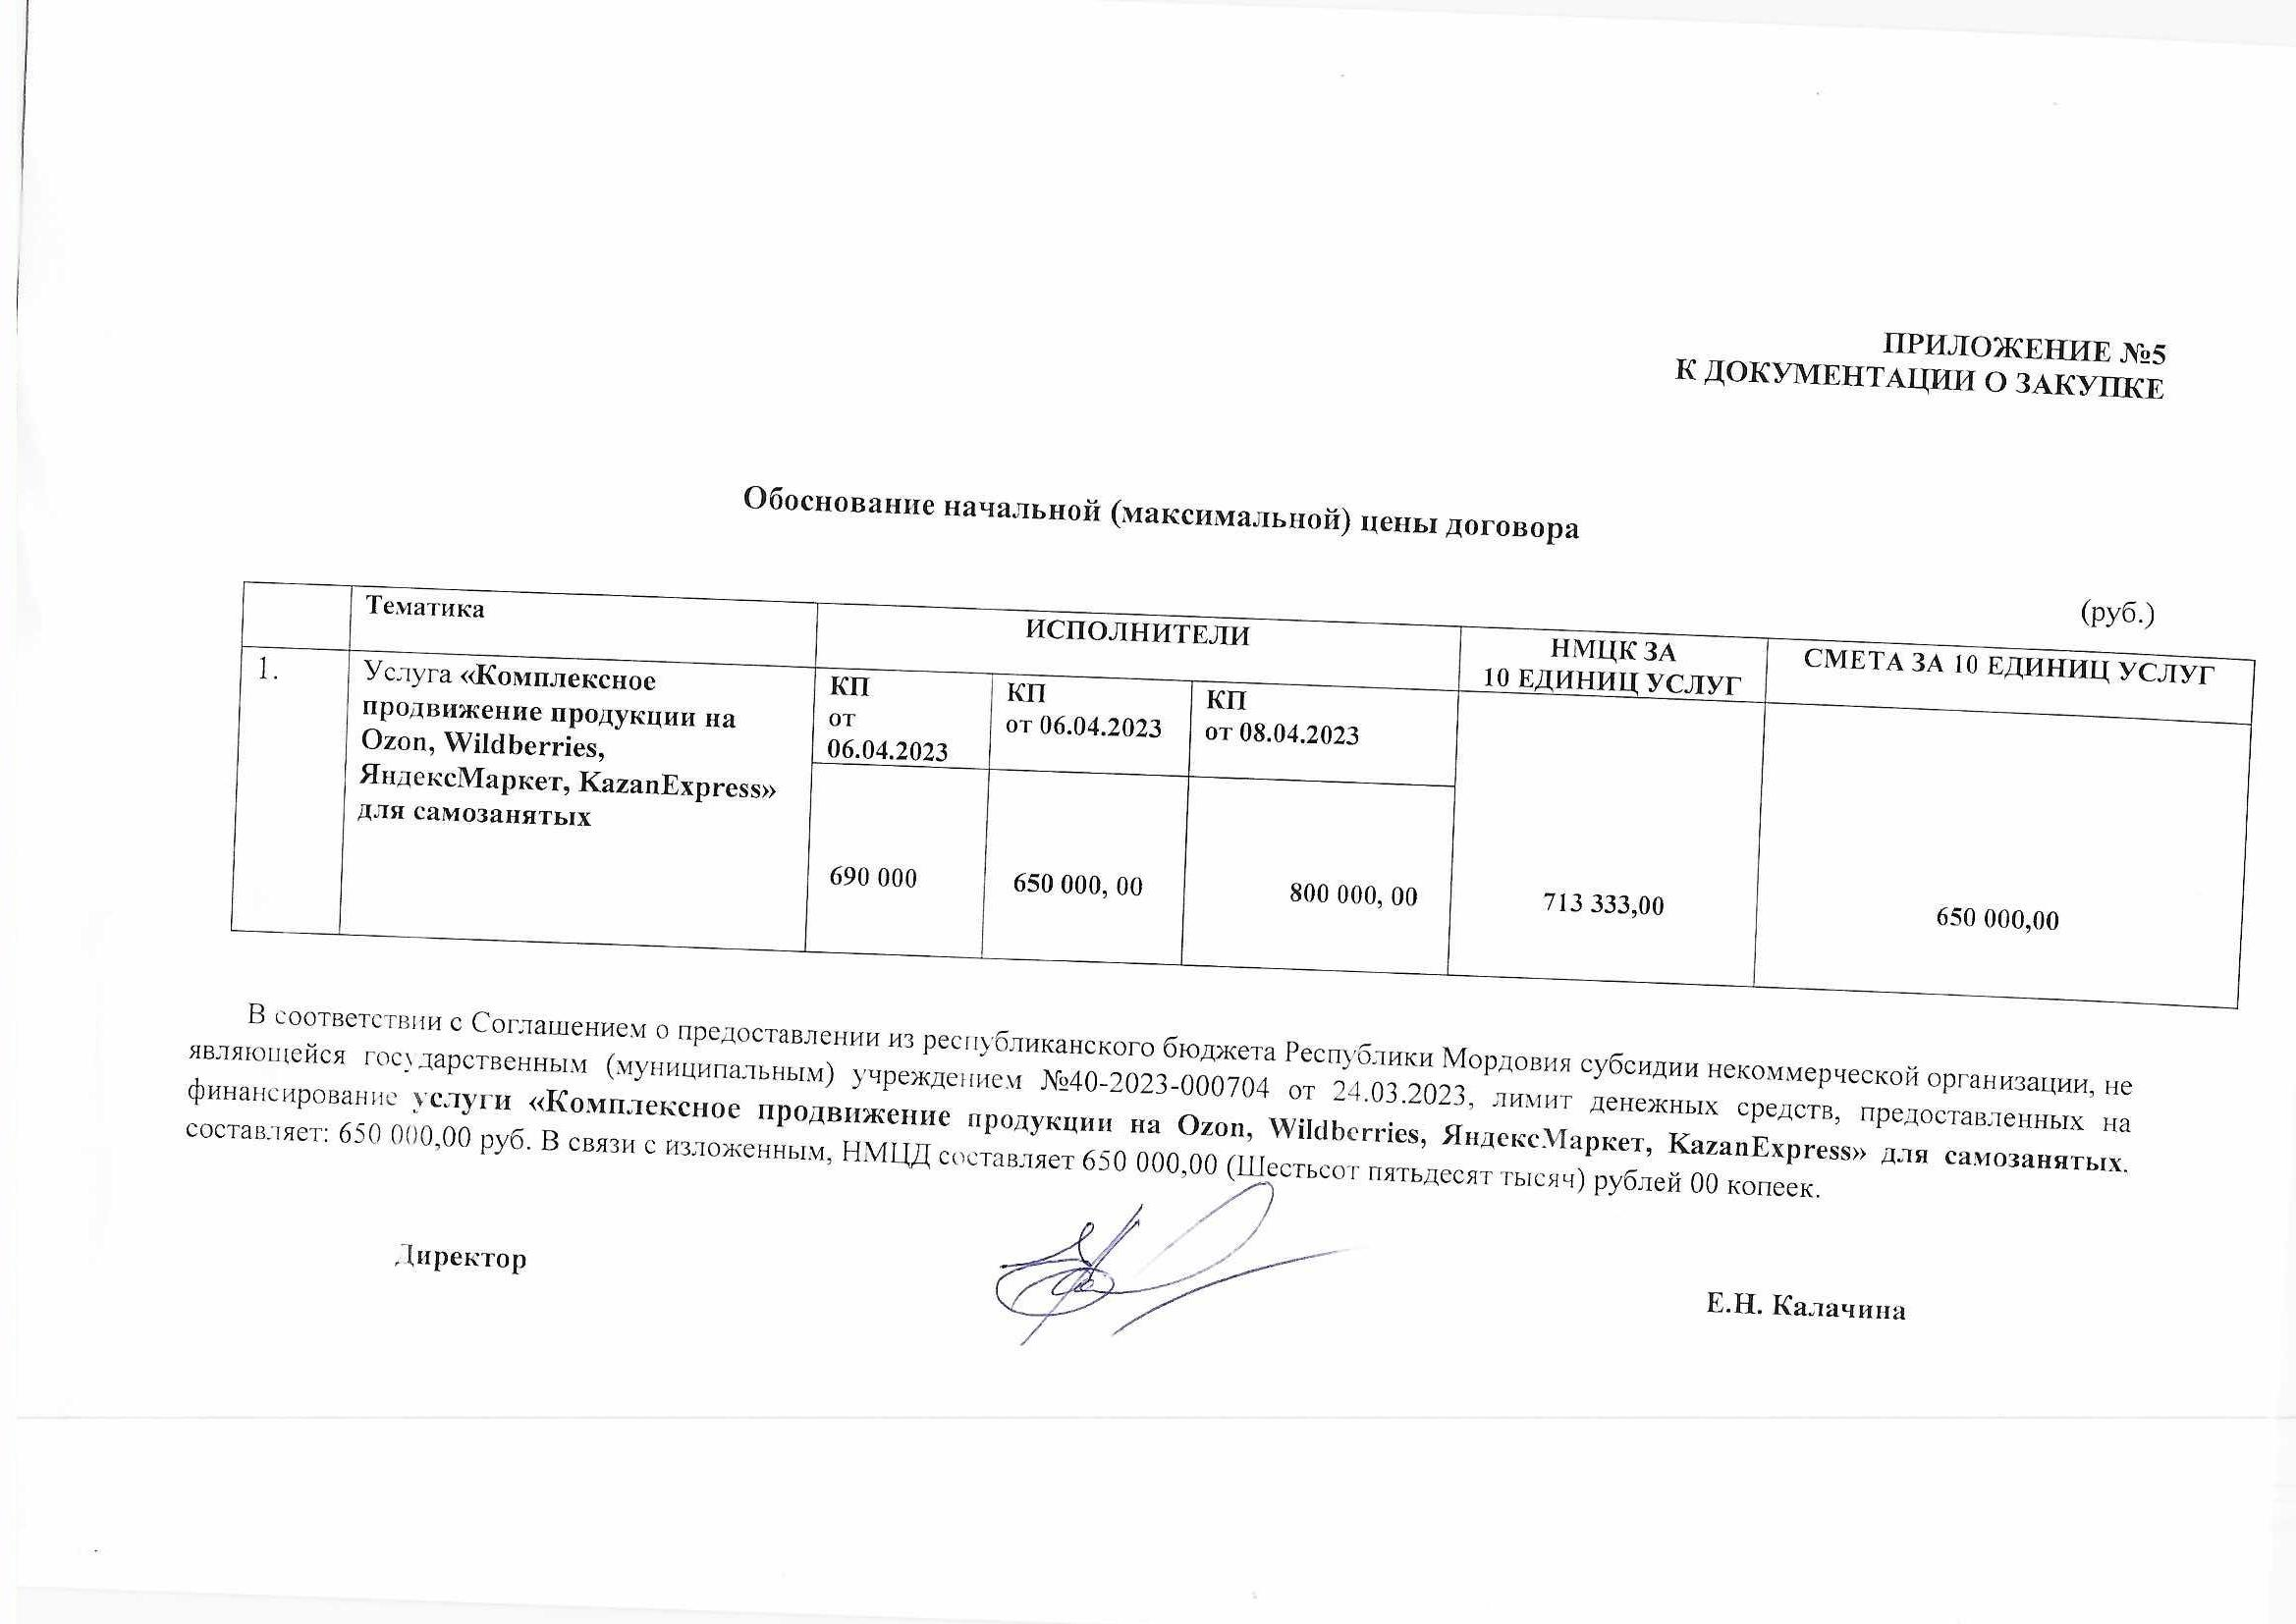 ПРИЛОЖЕНИЕ №5
К ДОКУМЕНТАЦИИ О ЗАКУПКЕ
Обоснование начальной (максимальной) цены договора
(руб.)
Тематика
ИСПОЛНИТЕЛИ
НМЦК ЗА
10 ЕДИНИЦ УСЛУГ
СМЕТА ЗА 10 ЕДИНИЦ УСЛУГ
1.
Услуга «Комплексное
продвижение продукции на
Ozon, Wildberries,
ЯндексМаркет, KazanExpress»
для самозанятых
КП
от
06.04.2023
КП
от 06.04.2023
КП
от 08.04.2023
690 000
650 000, 00
800 000, 00
713 333,00
650 000,00
В соответствии с Соглашением о предоставлении из республиканского бюджета Республики Мордовия субсидии некоммерческой организации, не
являющейся государственным (муниципальным) учреждением №40-2023-000704 от 24.03.2023, лимит денежных средств, предоставленных на
финансирование услуги «Комплексное продвижение продукции на Ozon, Wildberries, ЯндексМаркет, KazanExpress» для самозанятых.
составляет: 650 000,00 руб. В связи с изложенным, НМЦД составляет 650 000,00 (Шестьсот пятьдесят тысяч) рублей 00 копеек.
Директор
Е.Н. Калачина